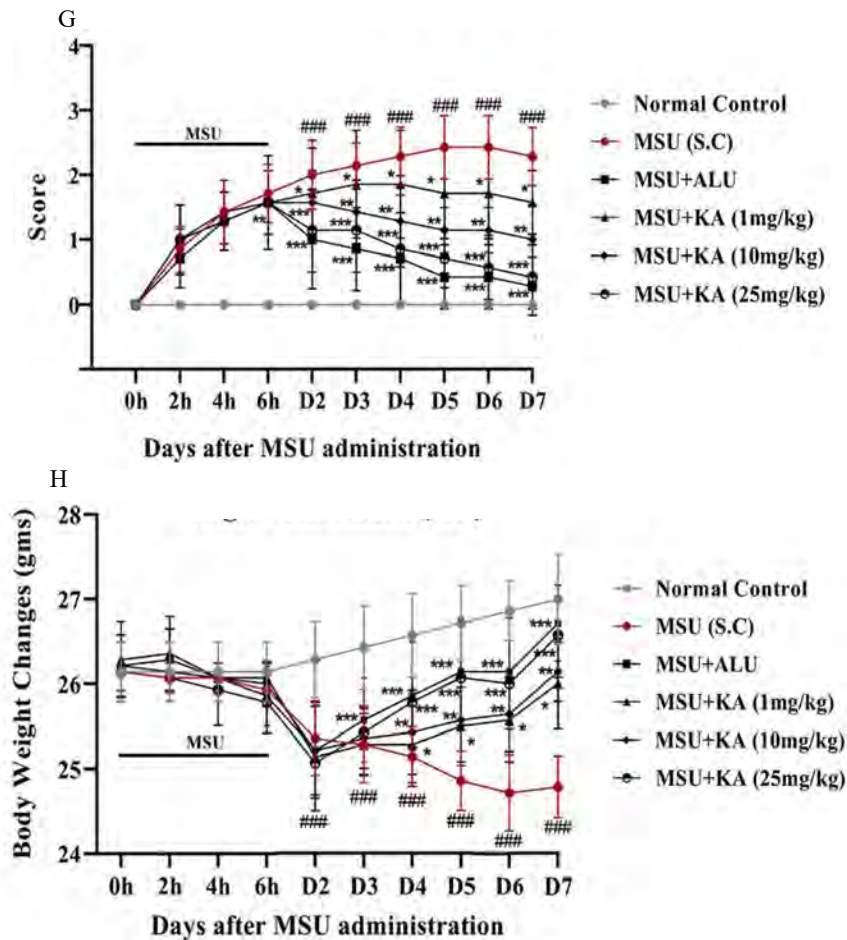 G
4
3
2
1
0
Score
MSU
### ### ### ### ### ###
* * * * * *
** *** ** ** ** ** **
*** *** *** *** *** ***
*** *** *** *** ***
0h 2h 4h 6h D2 D3 D4 D5 D6 D7
Days after MSU administration
Normal Control
MSU (S.C)
MSU+ALU
MSU+KA (1mg/kg)
MSU+KA (10mg/kg)
MSU+KA (25mg/kg)
H
28
27
26
25
24
Body Weight Changes (gms)
MSU
*** *** *** *** ***
*** *** *** ***
** ** ** **
* * * *
### ### ### ### ### ###
0h 2h 4h 6h D2 D3 D4 D5 D6 D7
Days after MSU administration
Normal Control
MSU (S.C)
MSU+ALU
MSU+KA (1mg/kg)
MSU+KA (10mg/kg)
MSU+KA (25mg/kg)